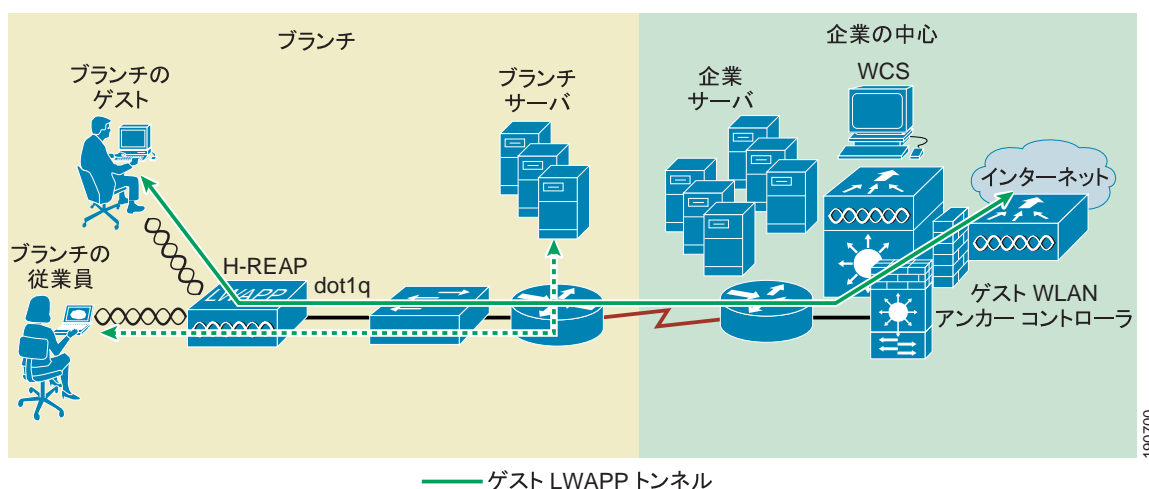 ブランチ
企業の中心
ブランチの
ゲスト
ブランチ
サーバ
企業
サーバ
WCS
インターネット
ブランチの
従業員
H-REAP
dot1q
LWAPP
ゲスト WLAN
アンカー コントローラ
190700
ゲスト LWAPP トンネル